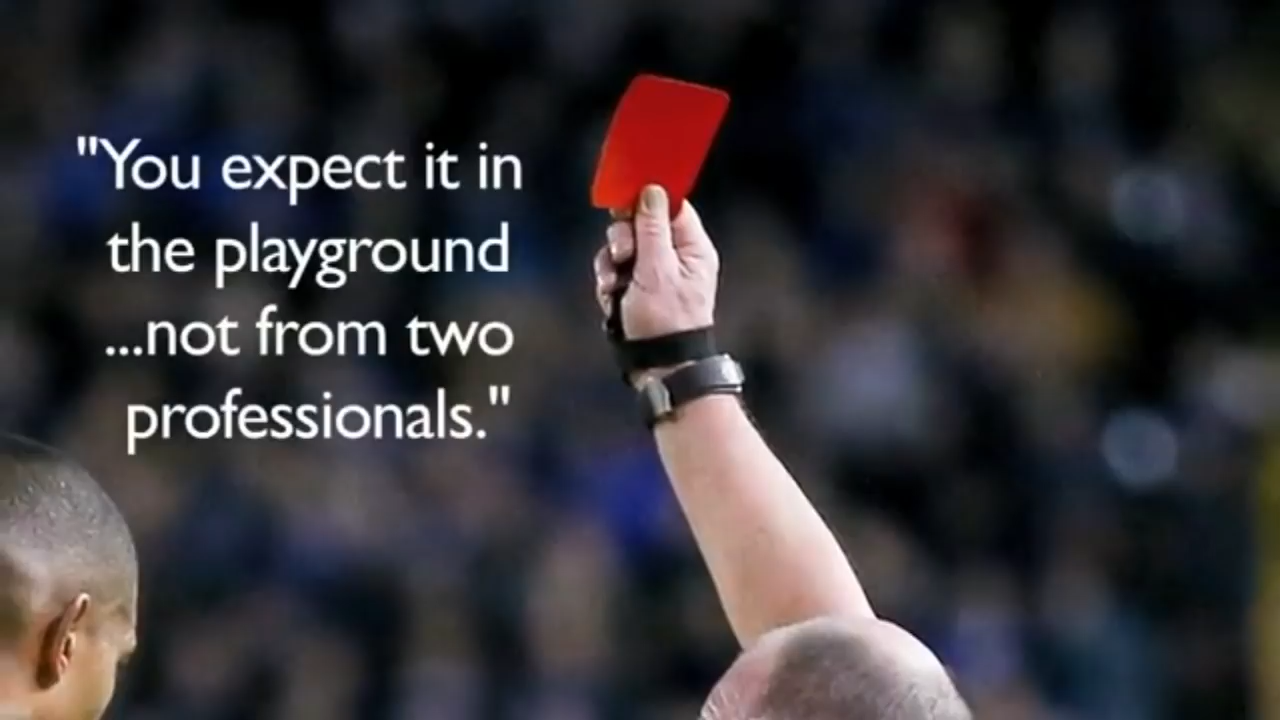 "You expect it in
the playground
...not from two
professionals."